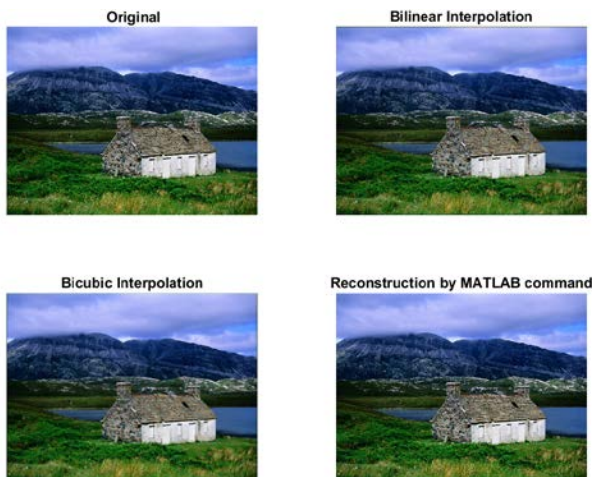 Original
Bilinear Interpolation
Bicubic Interpolation
Reconstruction by MATLAB command